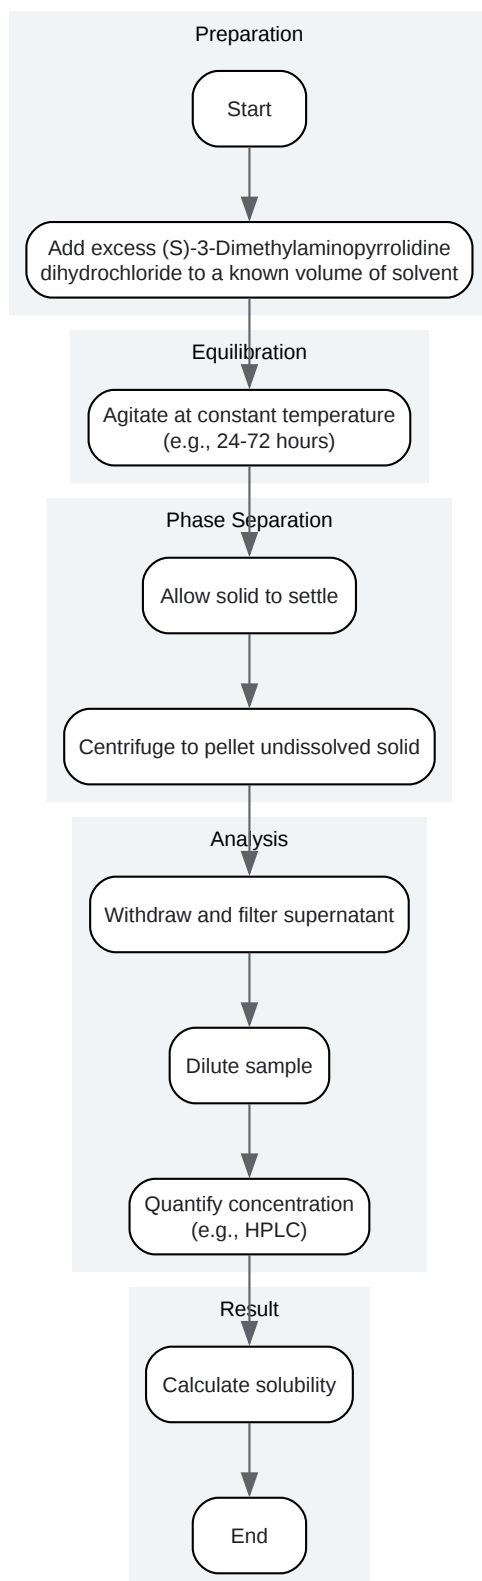 Preparation
Start
Add excess (S)-3-Dimethylaminopyrrolidine
dihydrochloride to a known volume of solvent
Equilibration
Agitate at constant temperature
(e.g., 24-72 hours)
Phase Separation
Allow solid to settle
Centrifuge to pellet undissolved solid
Analysis
Withdraw and filter supernatant
Dilute sample
Quantify concentration
(e.g., HPLC)
Result
Calculate solubility
End